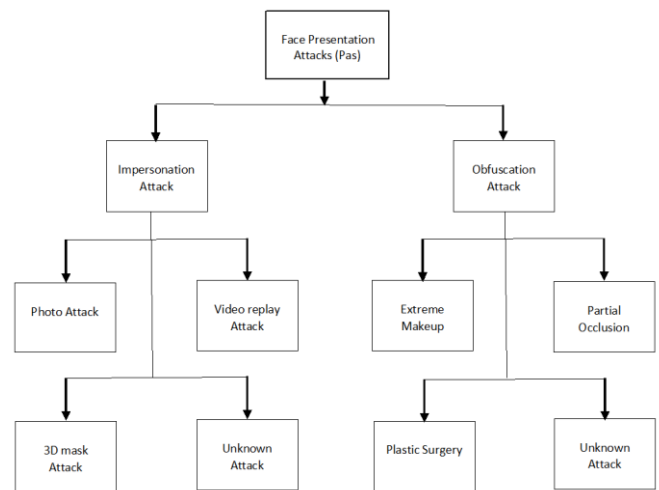 Face Presentation
Attacks (Pas)
Impersonation
Attack
Obfuscation
Attack
Photo Attack
Video replay
Attack
Extreme
Makeup
Partial
Occlusion
3D mask
Attack
Unknown
Attack
Plastic Surgery
Unknown
Attack